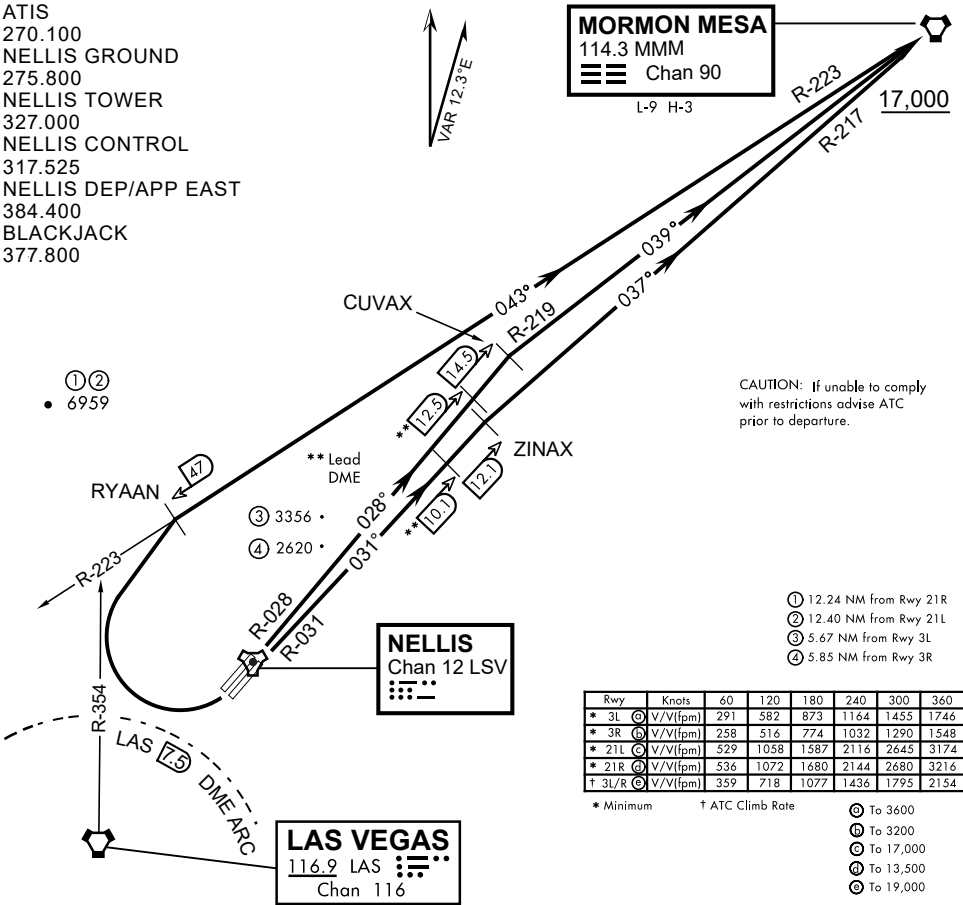 ATIS
270.100
NELLIS GROUND
275.800
NELLIS TOWER
327.000
NELLIS CONTROL
317.525
NELLIS DEP/APP EAST
384.400
BLACKJACK
377.800
VAR 12.3°E
MORMON MESA
114.3 MMM
Chan 90
L-9 H-3
17,000
R-223
R-217
039°
037°
043°
R-219
CUVAX
14.5
** 12.5
ZINAX
12.1
** 10.1
CAUTION: If unable to comply
with restrictions advise ATC
prior to departure.
① ②
6959
** Lead
DME
47
RYAAN
③ 3356
④ 2620
028°
031°
R-223
R-028
R-031
R-354
NELLIS
Chan 12 LSV
① 12.24 NM from Rwy 21R
② 12.40 NM from Rwy 21L
③ 5.67 NM from Rwy 3L
④ 5.85 NM from Rwy 3R
LAS 7.5 DME ARC
LAS VEGAS
116.9 LAS
Chan 116
Rwy Knots 60 120 180 240 300 360
* 3L ⓐ V/V(fpm) 291 582 873 1164 1455 1746
* 3R ⓑ V/V(fpm) 258 516 774 1032 1290 1548
* 21L ⓒ V/V(fpm) 529 1058 1587 2116 2645 3174
* 21R ⓓ V/V(fpm) 536 1072 1680 2144 2680 3216
† 3L/R ⓔ V/V(fpm) 359 718 1077 1436 1795 2154
* Minimum † ATC Climb Rate
ⓐ To 3600
ⓑ To 3200
ⓒ To 17,000
ⓓ To 13,500
ⓔ To 19,000